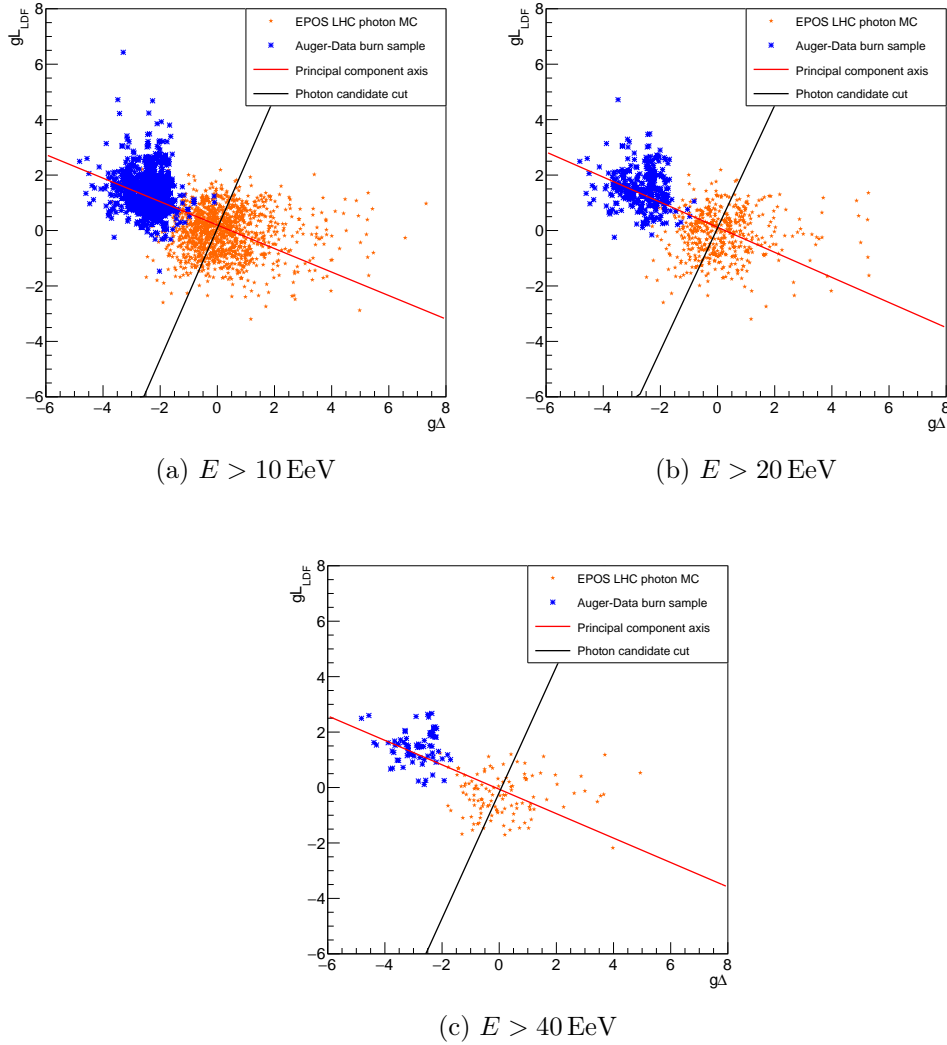 gL_LDF
8
6
4
2
0
−2
−4
−6
−6 −4 −2 0 2 4 6 8
gΔ
EPOS LHC photon MC
Auger-Data burn sample
Principal component axis
Photon candidate cut
(a) E > 10 EeV
gL_LDF
8
6
4
2
0
−2
−4
−6
−6 −4 −2 0 2 4 6 8
gΔ
EPOS LHC photon MC
Auger-Data burn sample
Principal component axis
Photon candidate cut
(b) E > 20 EeV
gL_LDF
8
6
4
2
0
−2
−4
−6
−6 −4 −2 0 2 4 6 8
gΔ
EPOS LHC photon MC
Auger-Data burn sample
Principal component axis
Photon candidate cut
(c) E > 40 EeV